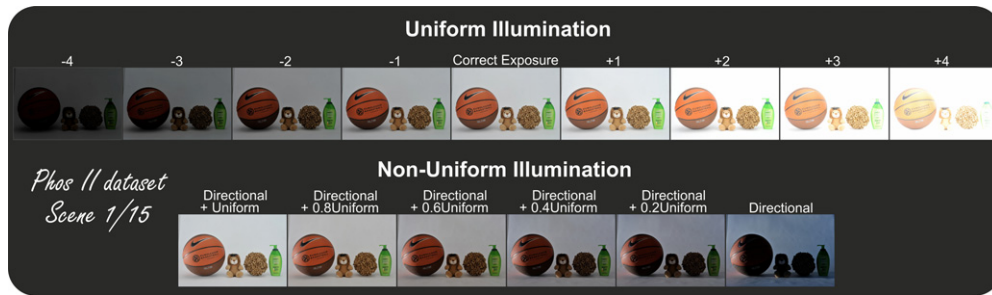 Uniform Illumination
-4 -3 -2 -1 Correct Exposure +1 +2 +3 +4
Non-Uniform Illumination
Phos II dataset
Scene 1/15
Directional + Uniform
Directional + 0.8Uniform
Directional + 0.6Uniform
Directional + 0.4Uniform
Directional + 0.2Uniform
Directional